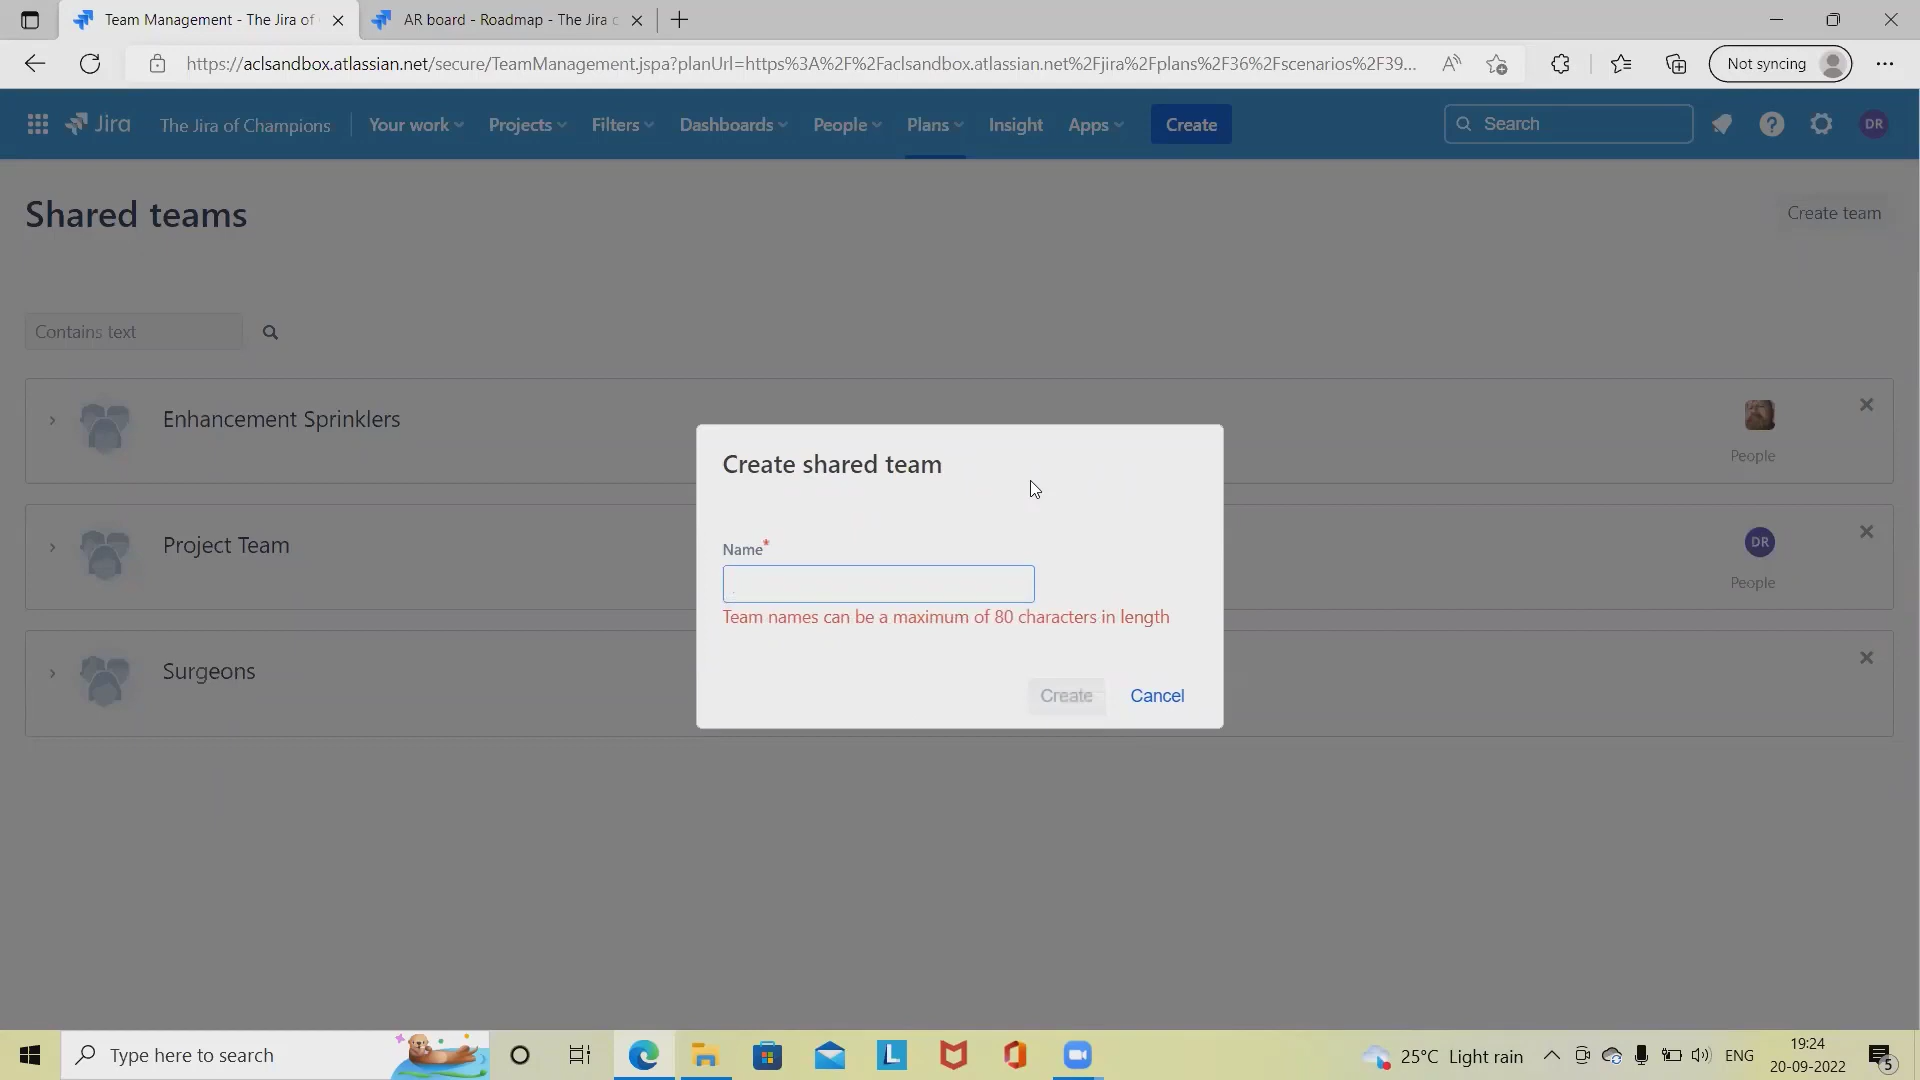 Team Management - The Jira of
AR board - Roadmap - The Jira c
https://aclsandbox.atlassian.net/secure/TeamManagement.jspa?planUrl=https%3A%2F%2Faclsandbox.atlassian.net%2Fjira%2Fplans%2F36%2Fscenarios%2F39...
Not syncing
Jira
The Jira of Champions
Your work
Projects
Filters
Dashboards
People
Plans
Insight
Apps
Create
Search
DR
Shared teams
Create team
Contains text
Enhancement Sprinklers
People
Project Team
DR
People
Surgeons
Create shared team
Name*
Team names can be a maximum of 80 characters in length
Create
Cancel
Type here to search
L
25°C Light rain
ENG
19:24
20-09-2022
5